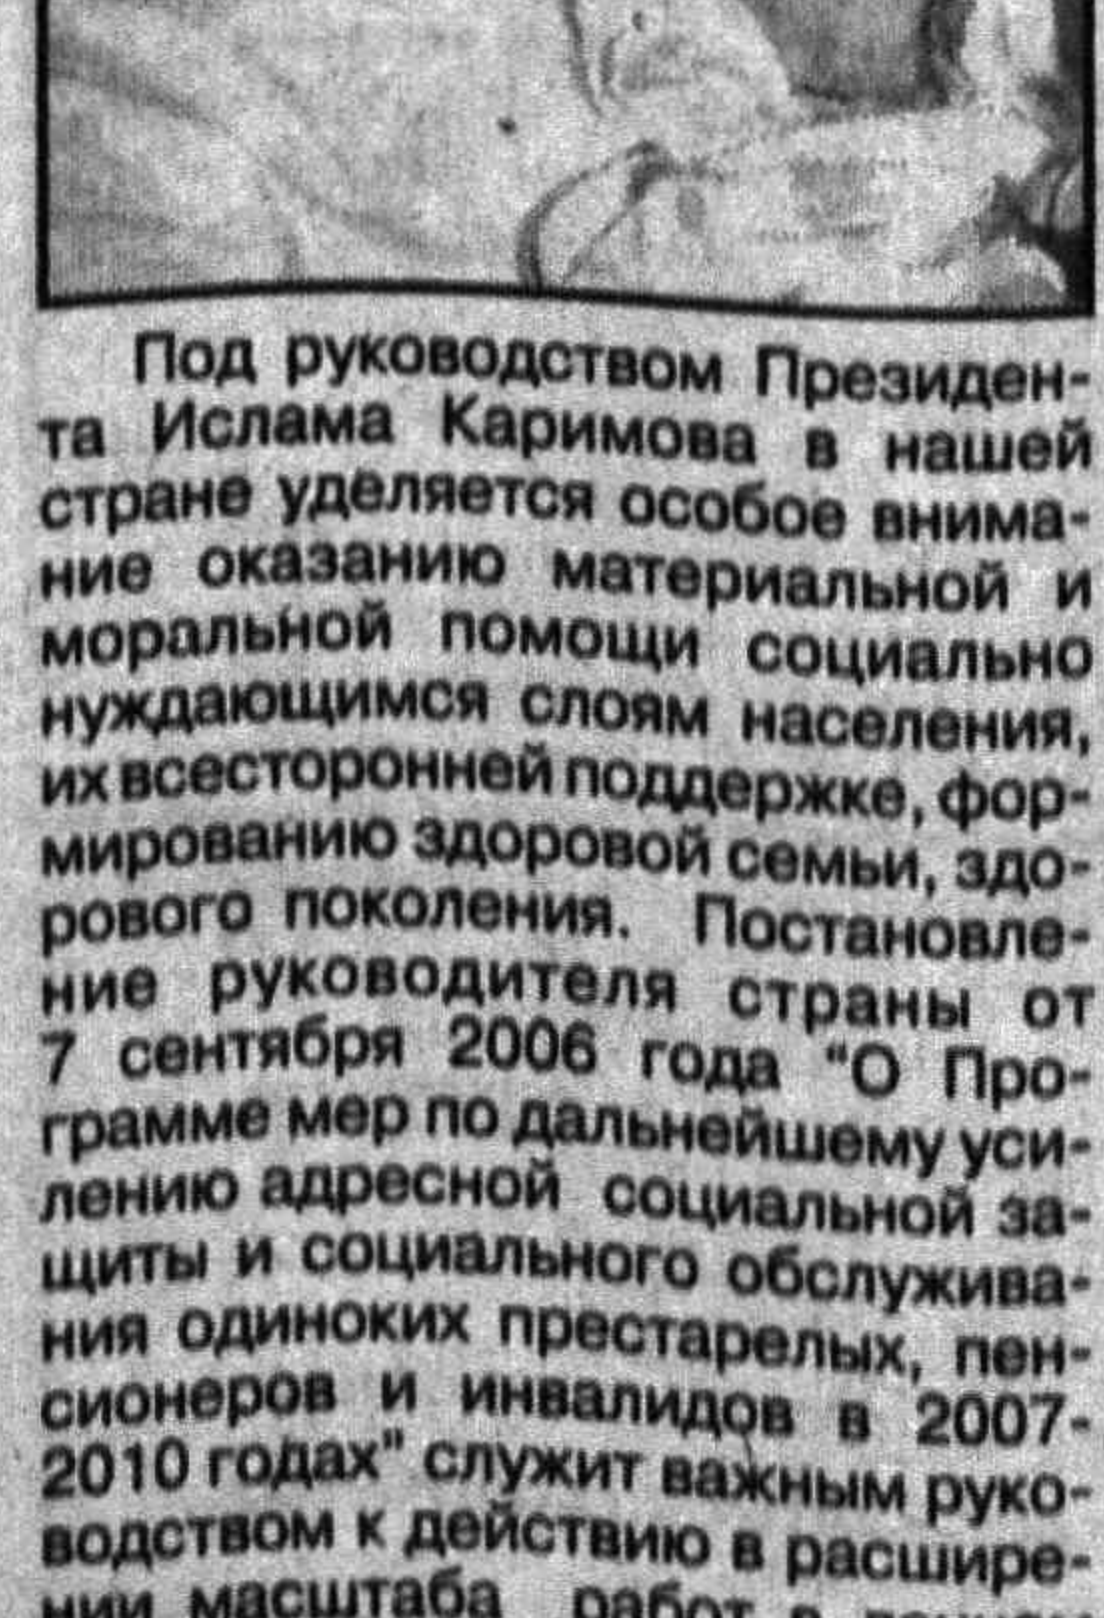 Под руководством Президен-
та Ислама Каримова в нашей
стране уделяется особое внима-
ние оказанию материальной и
моральной помощи социально
нуждающимся слоям населения,
их всесторонней поддержке, фор-
мированию здоровой семьи, здо-
рового поколения. Постановле-
ние руководителя страны от
7 сентября 2006 года "О Про-
грамме мер по дальнейшему уси-
лению адресной социальной за-
щиты и социального обслужива-
ния одиноких престарелых, пен-
сионеров и инвалидов в 2007-
2010 годах" служит важным руко-
водством к действию в расшире-
нии масштаба работ в